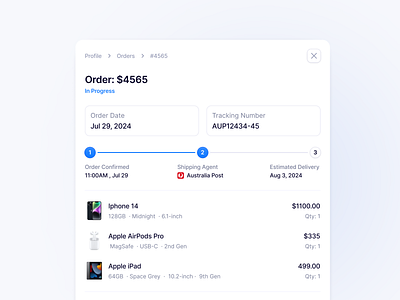 Profile > Orders > #4565
Order: $4565
In Progress
Order Date
Jul 29, 2024
Tracking Number
AUP12434-45
1
2
3
Order Confirmed
11:00AM , Jul 29
Shipping Agent
Australia Post
Estimated Delivery
Aug 3, 2024
Iphone 14
$1100.00
128GB · Midnight · 6.1-inch
Qty: 1
Apple AirPods Pro
$335
MagSafe · USB-C · 2nd Gen
Qty: 1
Apple iPad
499.00
64GB · Space Grey · 10.2-inch · 9th Gen
Qty: 1